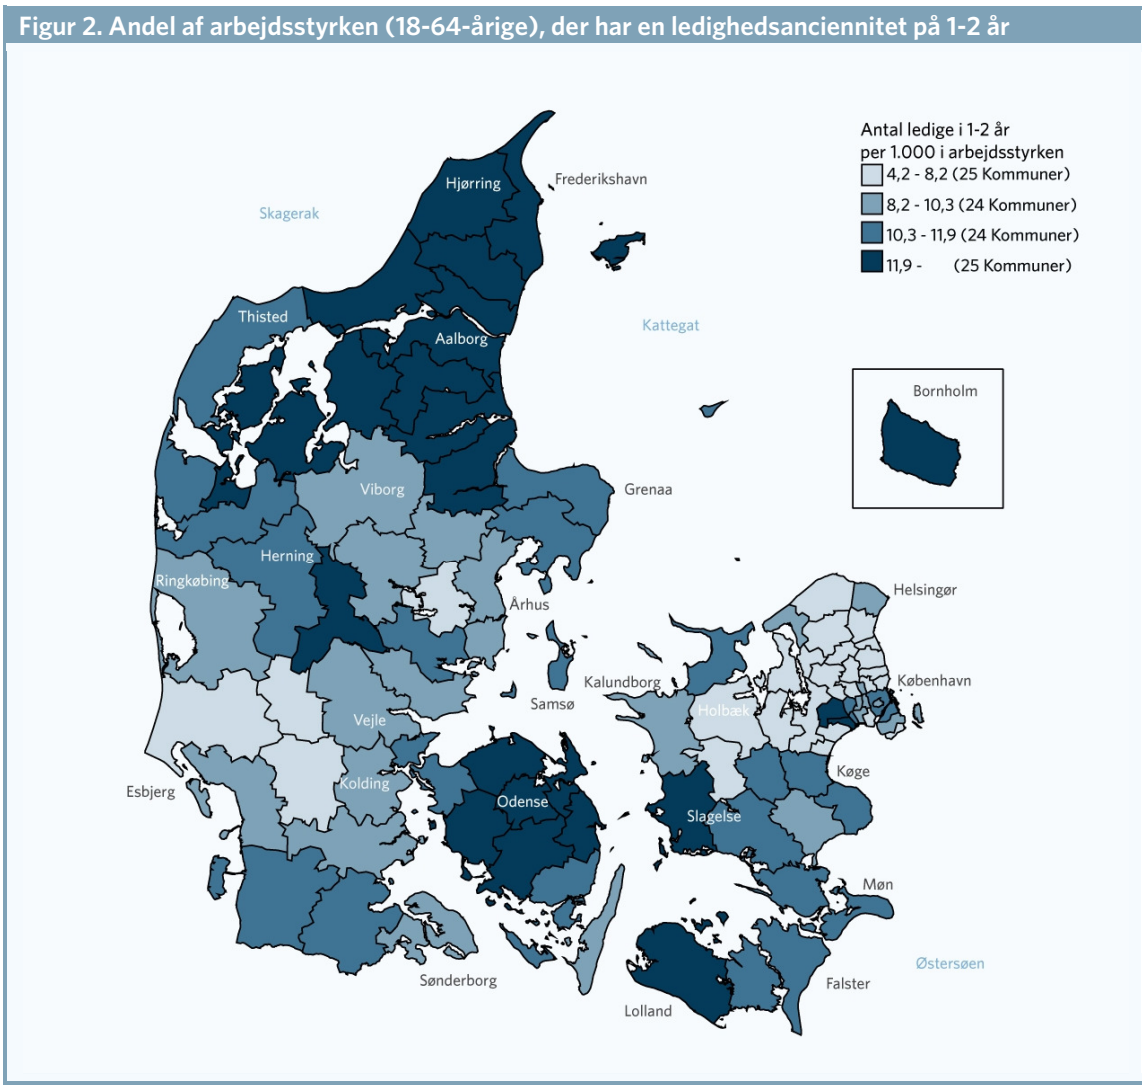 Figur 2. Andel af arbejdsstyrken (18-64-årige), der har en ledighedsanciennitet på 1-2 år
Antal ledige i 1-2 år
per 1.000 i arbejdsstyrken
4,2 - 8,2 (25 Kommuner)
8,2 - 10,3 (24 Kommuner)
10,3 - 11,9 (24 Kommuner)
11,9 - (25 Kommuner)
Hjørring
Frederikshavn
Skagerak
Thisted
Aalborg
Kattegat
Bornholm
Viborg
Grenaa
Herning
Ringkøbing
Århus
Helsingør
Kalundborg
København
Samsø
Holbæk
Vejle
Køge
Esbjerg
Kolding
Odense
Slagelse
Møn
Østersøen
Sønderborg
Falster
Lolland